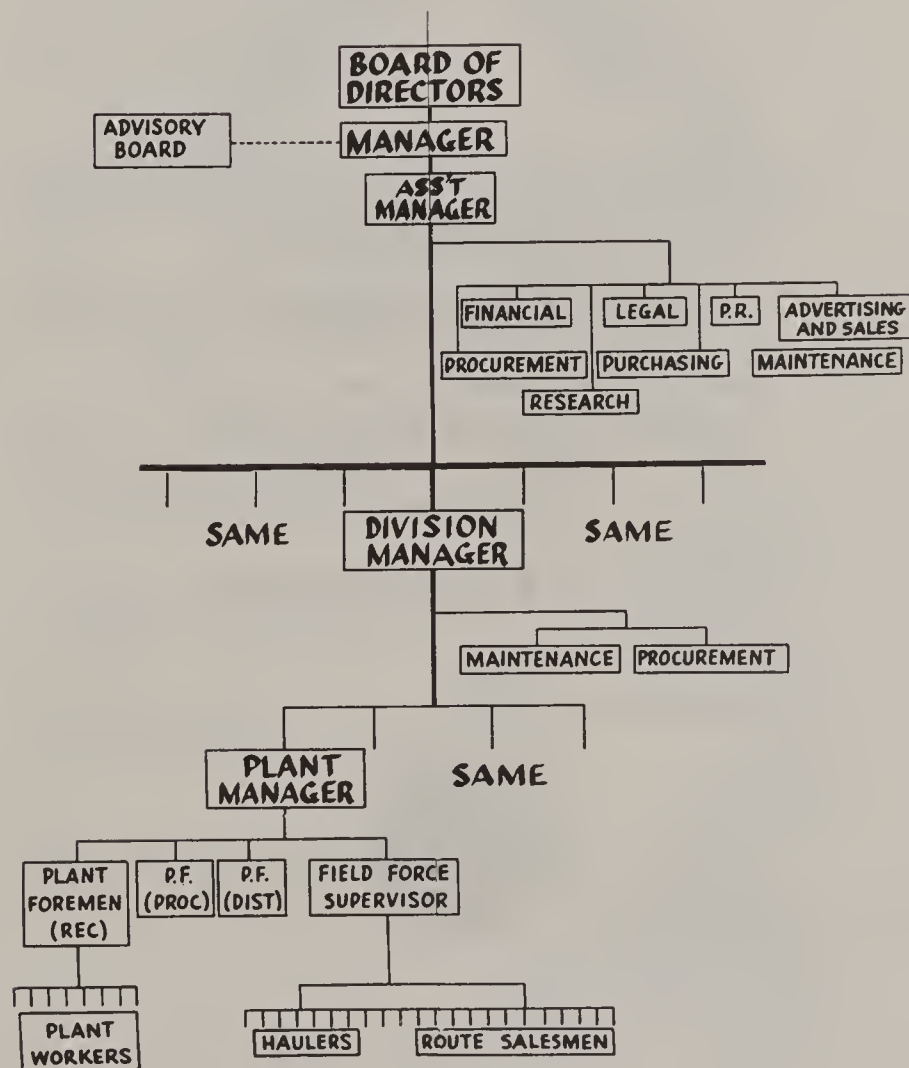 BOARD OF
DIRECTORS
ADVISORY
BOARD
MANAGER
ASS'T
MANAGER
FINANCIAL
LEGAL
P.R.
ADVERTISING
AND SALES
PROCUREMENT
PURCHASING
MAINTENANCE
RESEARCH
SAME
DIVISION
MANAGER
SAME
MAINTENANCE
PROCUREMENT
PLANT
MANAGER
SAME
PLANT
FOREMEN
(REC)
P.F.
(PROC)
P.F.
(DIST)
FIELD FORCE
SUPERVISOR
PLANT
WORKERS
HAULERS
ROUTE SALESMEN